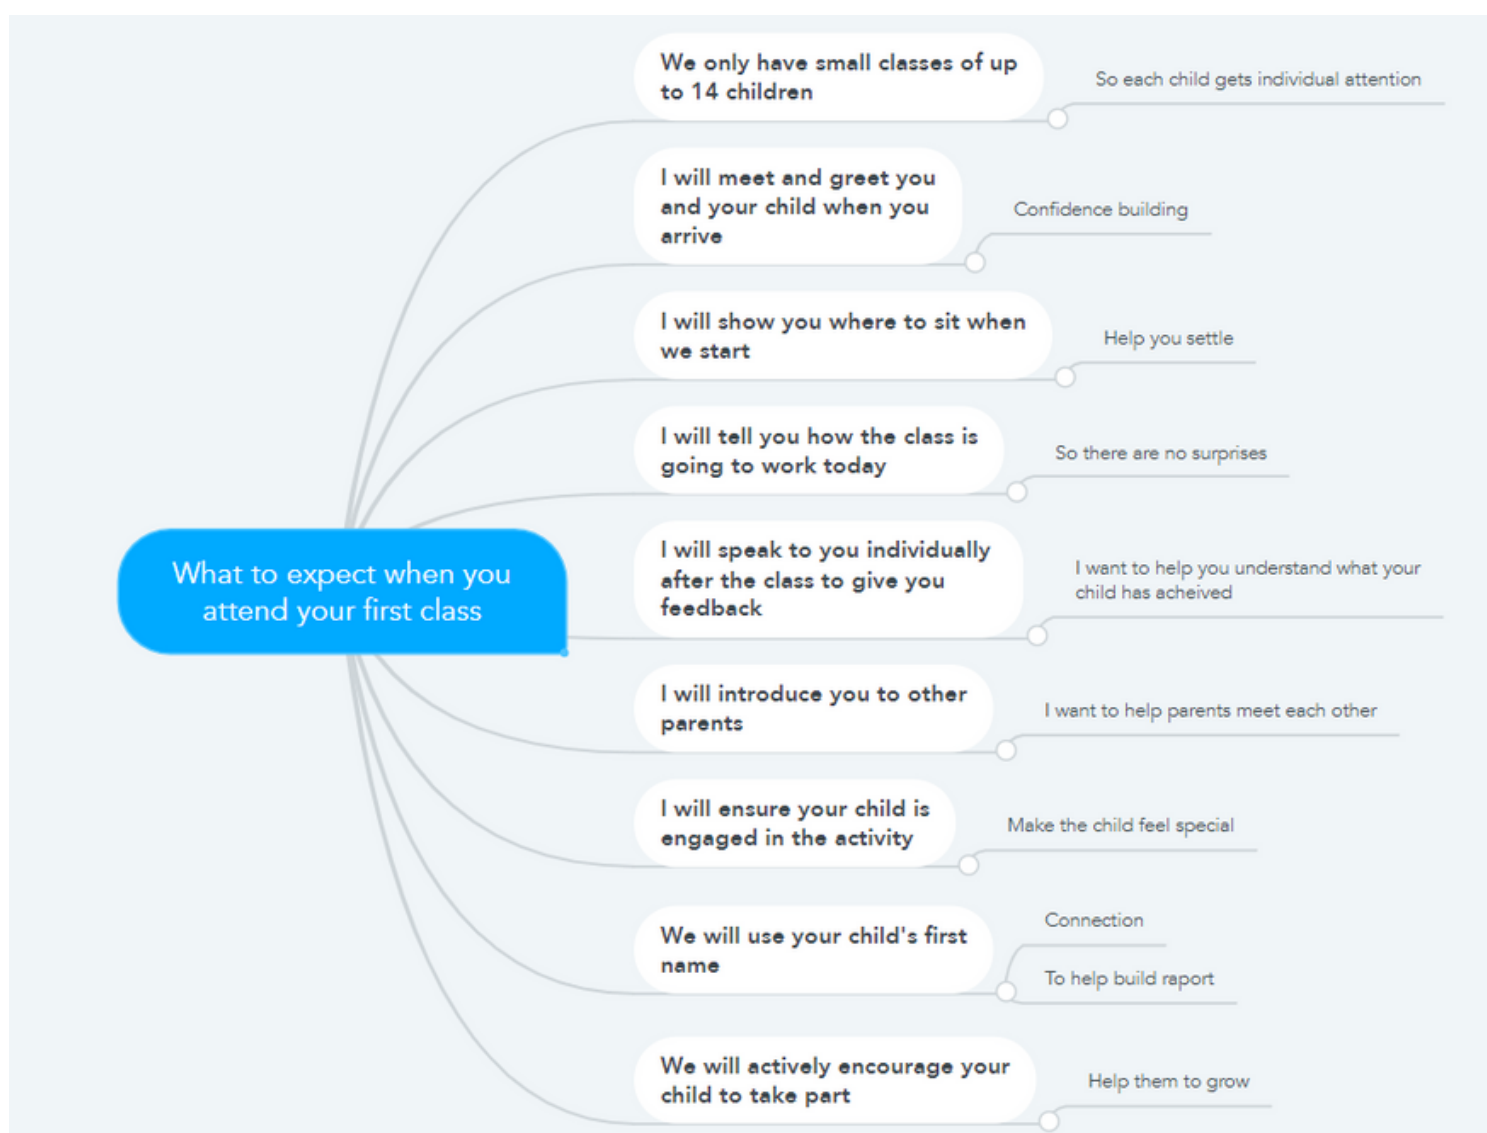 We only have small classes of up
to 14 children
So each child gets individual attention
I will meet and greet you
and your child when you
arrive
Confidence building
I will show you where to sit when
we start
Help you settle
I will tell you how the class is
going to work today
So there are no surprises
What to expect when you
attend your first class
I will speak to you individually
after the class to give you
feedback
I want to help you understand what your
child has acheived
I will introduce you to other
parents
I want to help parents meet each other
I will ensure your child is
engaged in the activity
Make the child feel special
We will use your child's first
name
Connection
To help build raport
We will actively encourage your
child to take part
Help them to grow